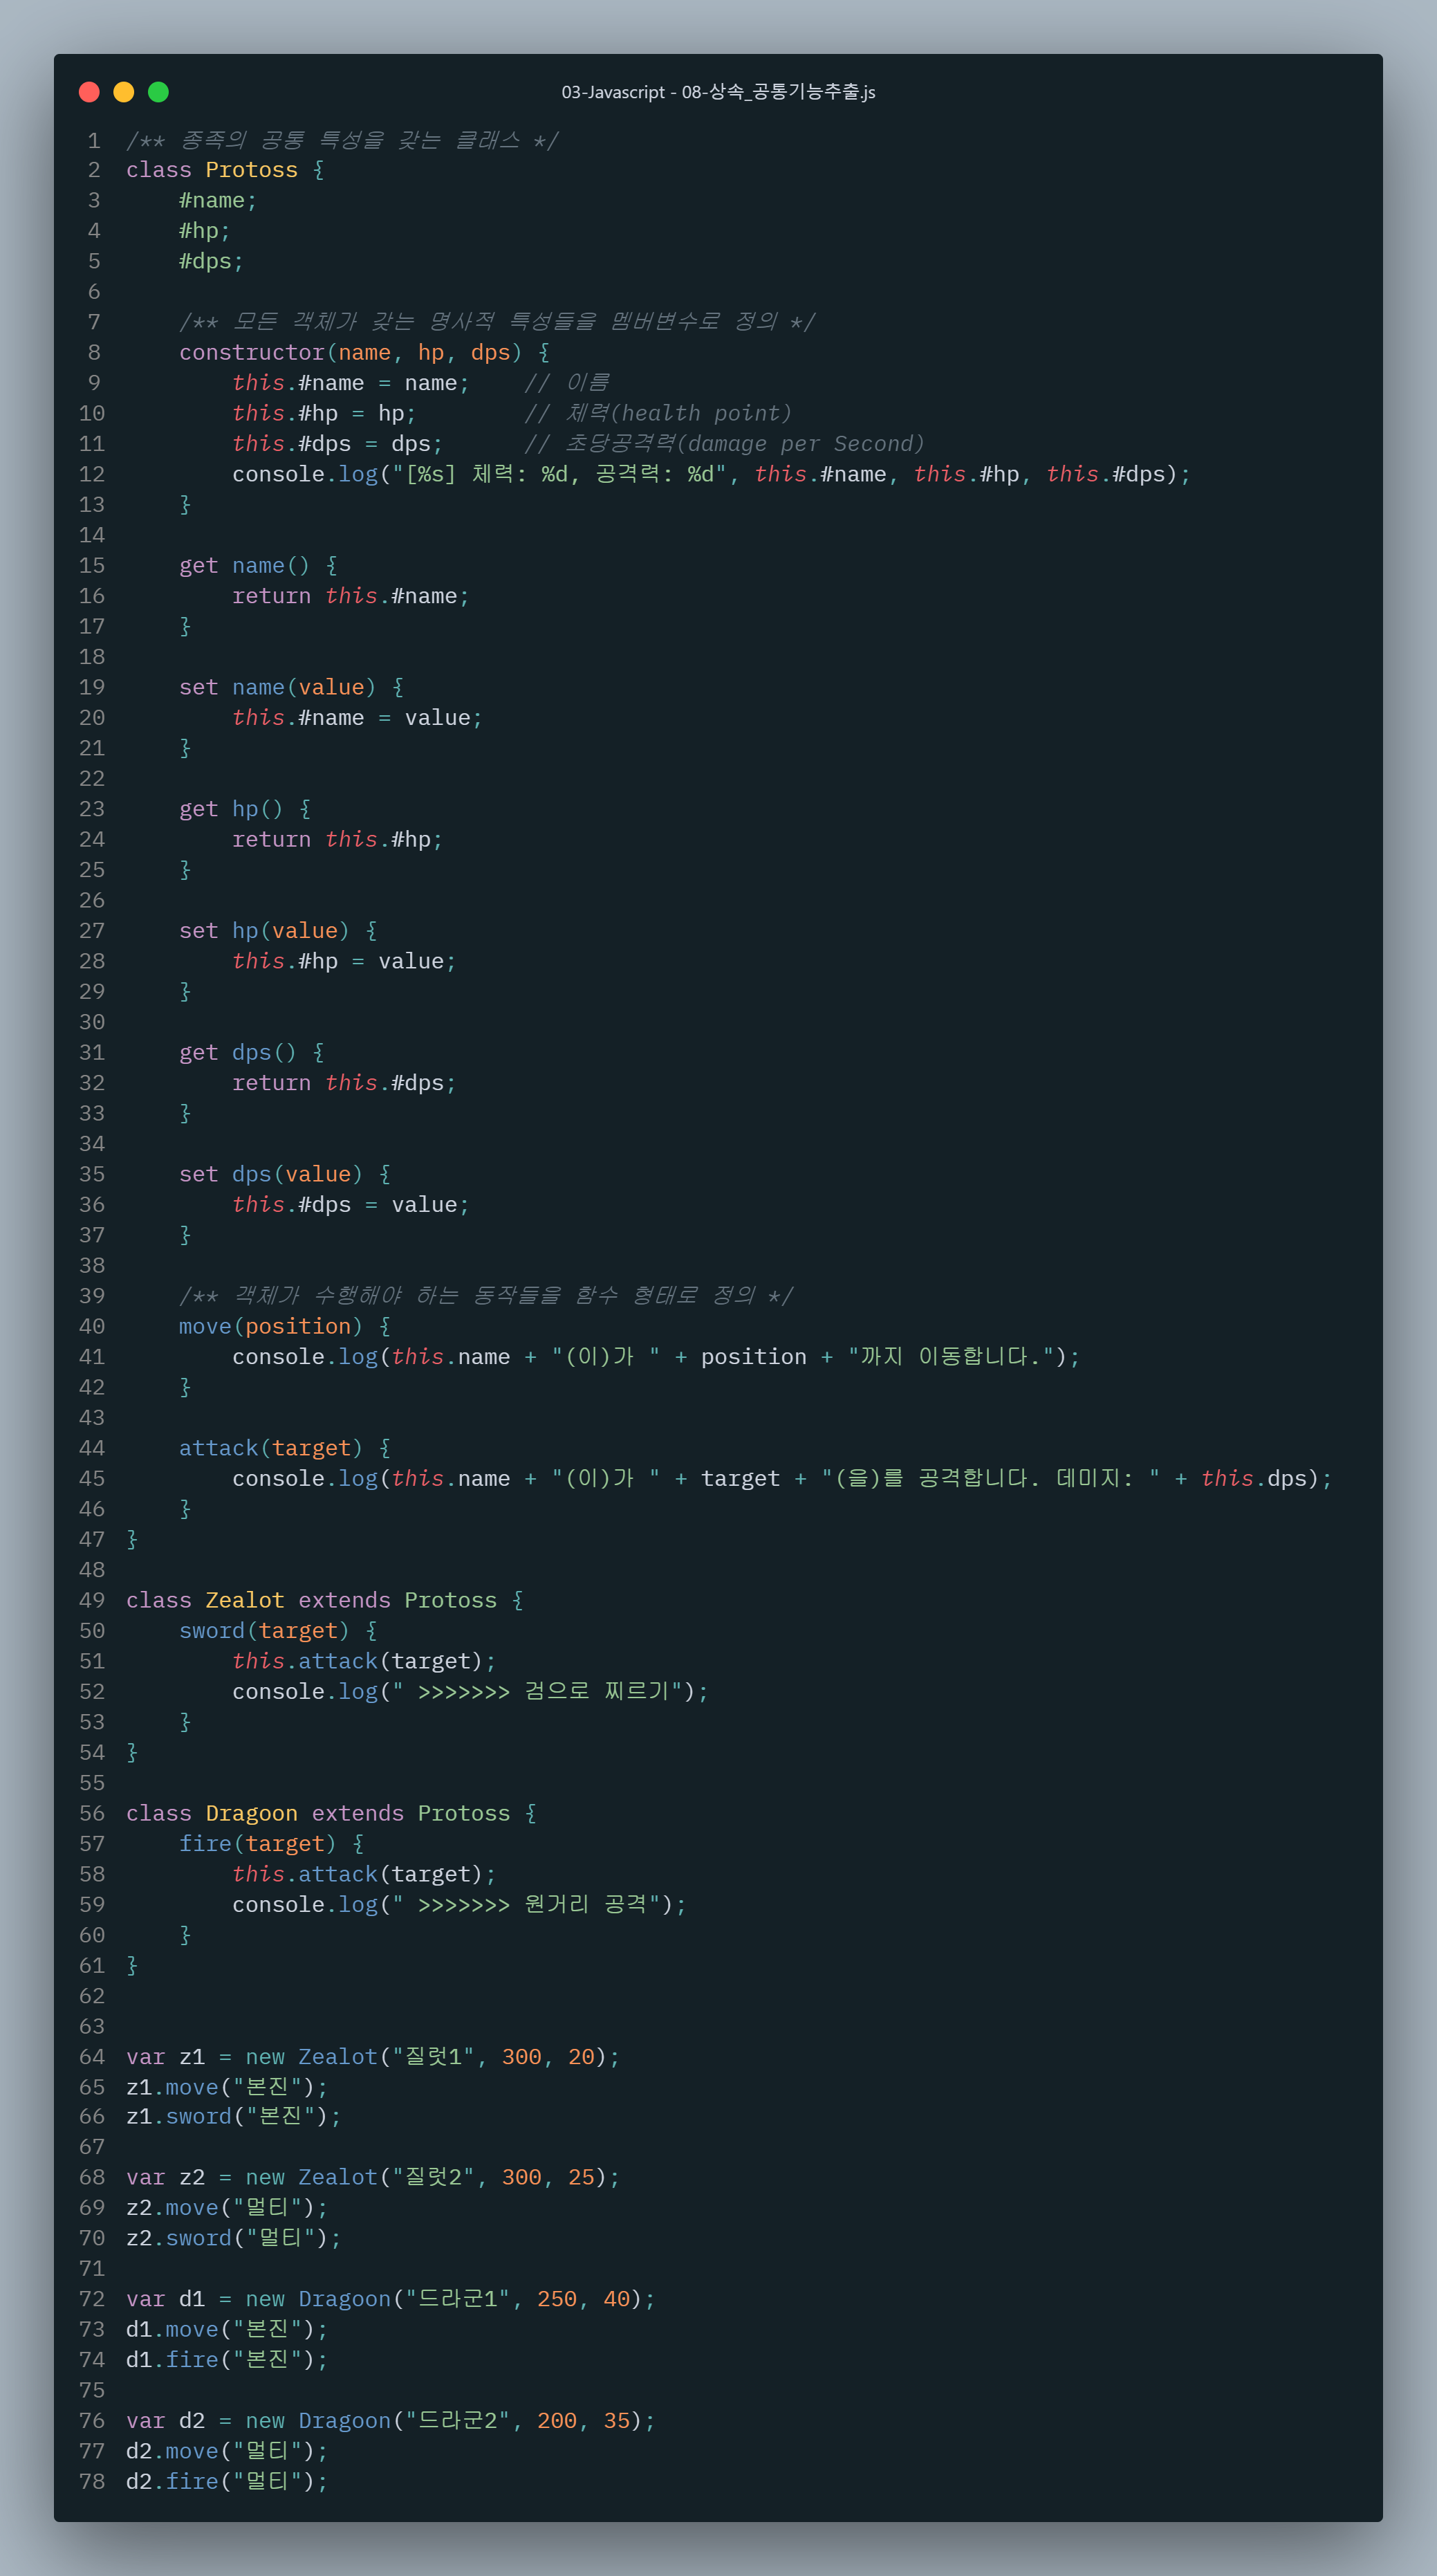 03-Javascript - 08-상속_공통기능추출.js
1 /** 종족의 공통 특성을 갖는 클래스 */
2 class Protoss {
3     #name;
4     #hp;
5     #dps;
6
7     /** 모든 객체가 갖는 명사적 특성들을 멤버변수로 정의 */
8     constructor(name, hp, dps) {
9         this.#name = name;    // 이름
10         this.#hp = hp;        // 체력(health point)
11         this.#dps = dps;      // 초당공격력(damage per Second)
12         console.log("[%s] 체력: %d, 공격력: %d", this.#name, this.#hp, this.#dps);
13     }
14
15     get name() {
16         return this.#name;
17     }
18
19     set name(value) {
20         this.#name = value;
21     }
22
23     get hp() {
24         return this.#hp;
25     }
26
27     set hp(value) {
28         this.#hp = value;
29     }
30
31     get dps() {
32         return this.#dps;
33     }
34
35     set dps(value) {
36         this.#dps = value;
37     }
38
39     /** 객체가 수행해야 하는 동작들을 함수 형태로 정의 */
40     move(position) {
41         console.log(this.name + "(이)가 " + position + "까지 이동합니다.");
42     }
43
44     attack(target) {
45         console.log(this.name + "(이)가 " + target + "(을)를 공격합니다. 데미지: " + this.dps);
46     }
47 }
48
49 class Zealot extends Protoss {
50     sword(target) {
51         this.attack(target);
52         console.log(" >>>>>>> 검으로 찌르기");
53     }
54 }
55
56 class Dragoon extends Protoss {
57     fire(target) {
58         this.attack(target);
59         console.log(" >>>>>>> 원거리 공격");
60     }
61 }
62
63
64 var z1 = new Zealot("질럿1", 300, 20);
65 z1.move("본진");
66 z1.sword("본진");
67
68 var z2 = new Zealot("질럿2", 300, 25);
69 z2.move("멀티");
70 z2.sword("멀티");
71
72 var d1 = new Dragoon("드라군1", 250, 40);
73 d1.move("본진");
74 d1.fire("본진");
75
76 var d2 = new Dragoon("드라군2", 200, 35);
77 d2.move("멀티");
78 d2.fire("멀티");